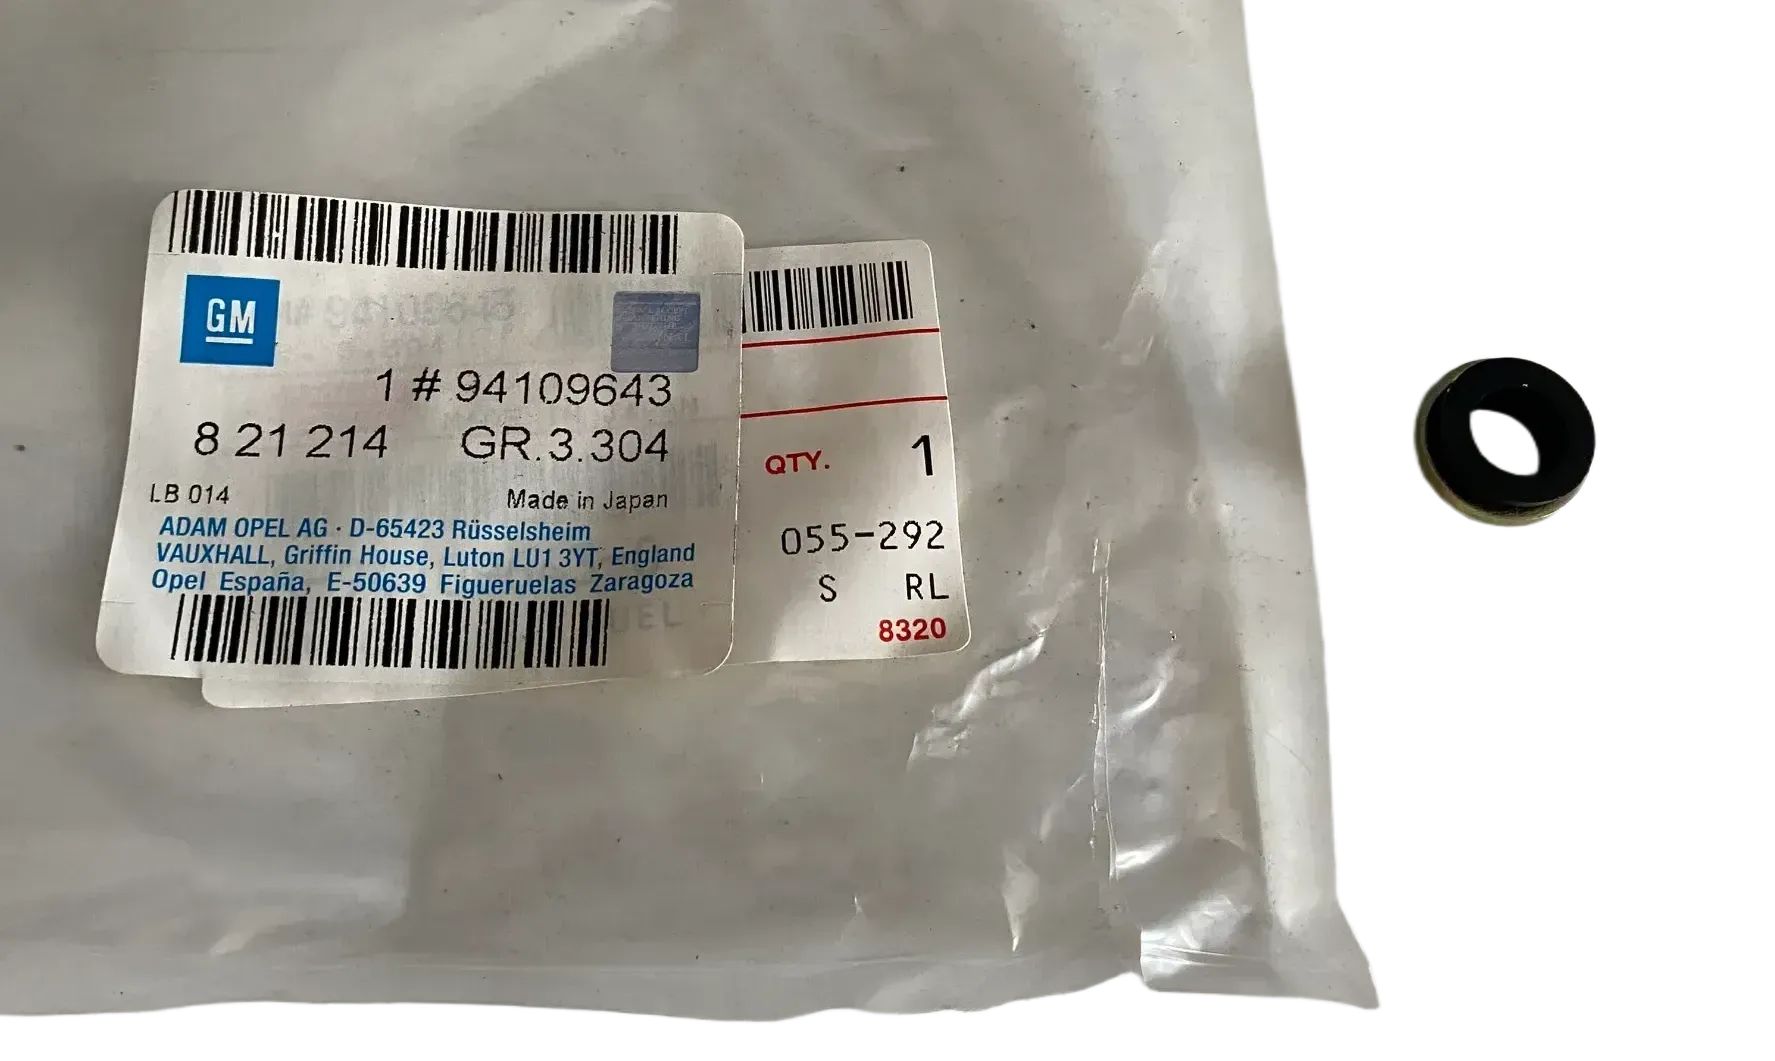 GM
1 # 94109643
8 21 214 GR.3.304
LB 014 Made in Japan
ADAM OPEL AG · D-65423 Rüsselsheim
VAUXHALL, Griffin House, Luton LU1 3YT, England
Opel España, E-50639 Figueruelas Zaragoza
QTY. 1
055-292
S RL
8320